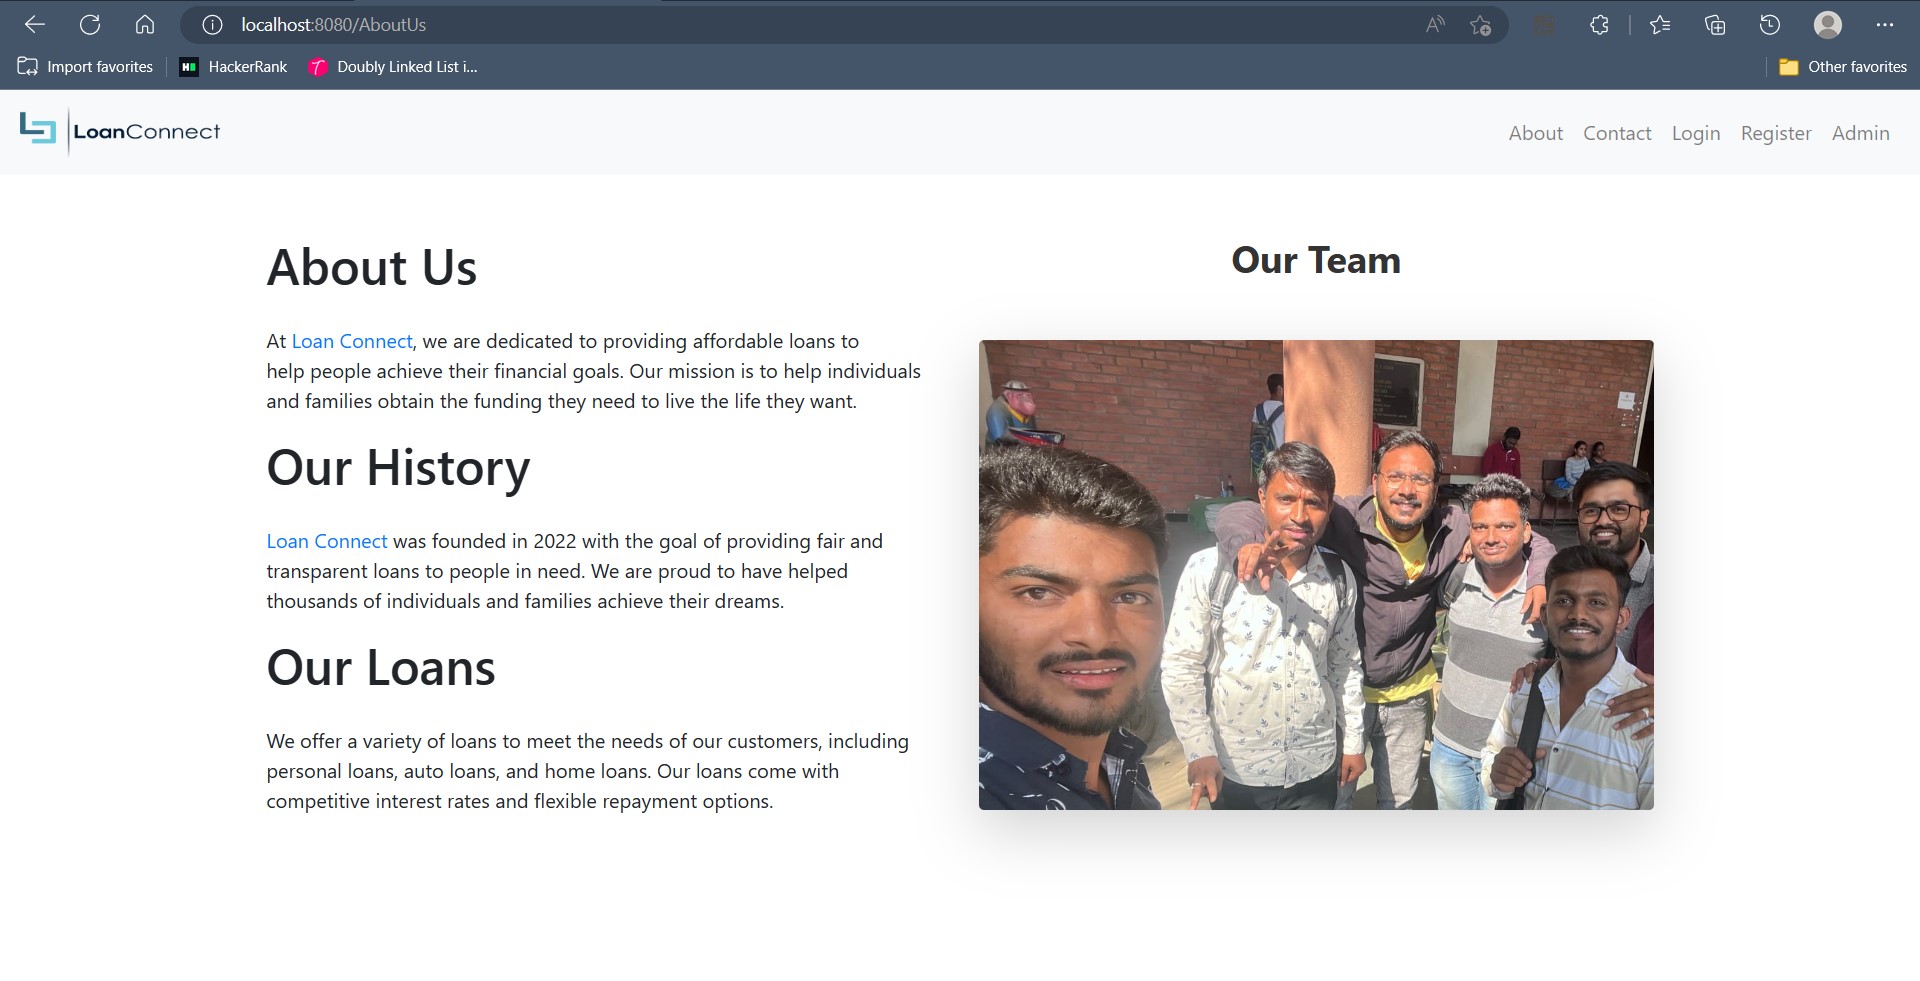 localhost:8080/AboutUs
Import favorites
HackerRank
Doubly Linked List i...
Other favorites
LoanConnect
About Contact Login Register Admin
About Us
At Loan Connect, we are dedicated to providing affordable loans to
help people achieve their financial goals. Our mission is to help individuals
and families obtain the funding they need to live the life they want.
Our History
Loan Connect was founded in 2022 with the goal of providing fair and
transparent loans to people in need. We are proud to have helped
thousands of individuals and families achieve their dreams.
Our Loans
We offer a variety of loans to meet the needs of our customers, including
personal loans, auto loans, and home loans. Our loans come with
competitive interest rates and flexible repayment options.
Our Team